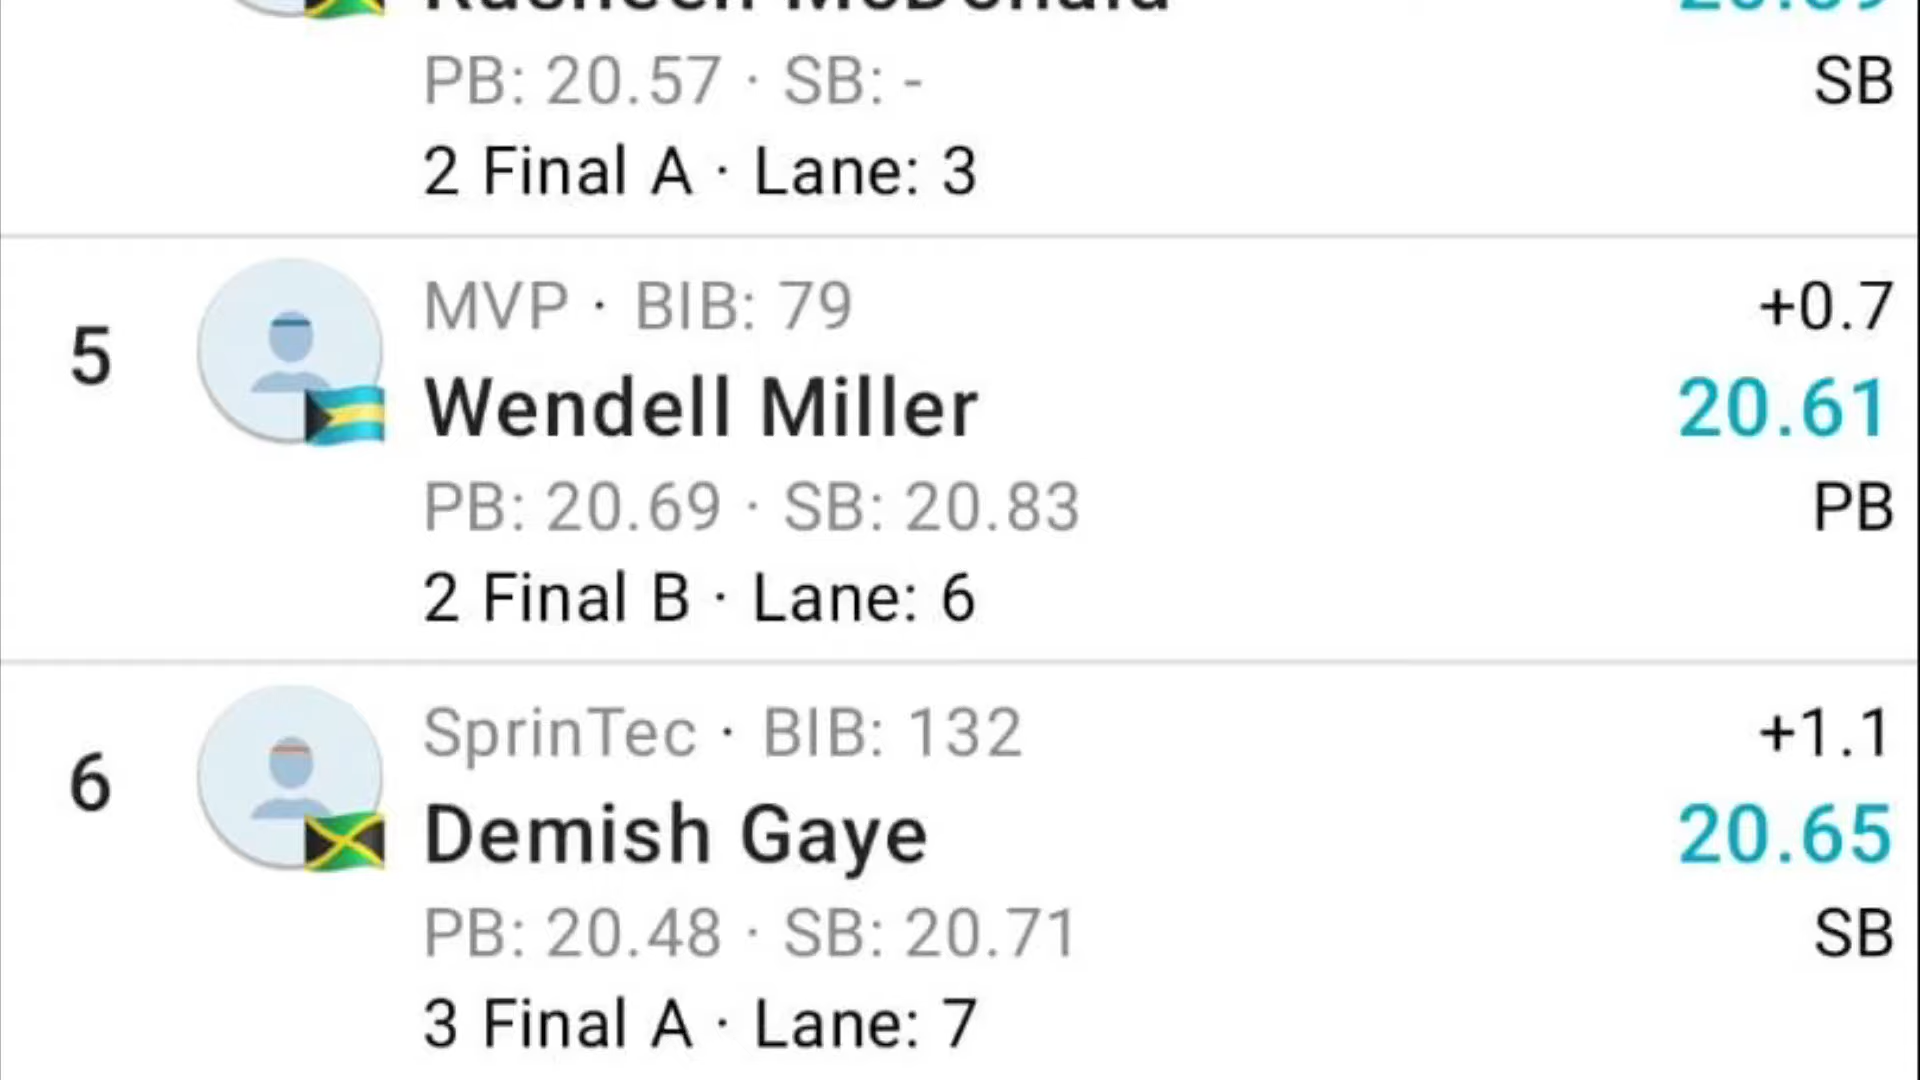 PB: 20.57 · SB: -
SB
2 Final A · Lane: 3
5
MVP · BIB: 79
+0.7
Wendell Miller
20.61
PB: 20.69 · SB: 20.83
PB
2 Final B · Lane: 6
6
SprinTec · BIB: 132
+1.1
Demish Gaye
20.65
PB: 20.48 · SB: 20.71
SB
3 Final A · Lane: 7